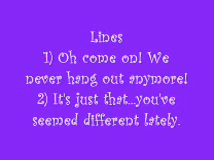 Lines
1) Oh come on! We
never hang out anymore!
2) It's just that...you've
seemed different lately.